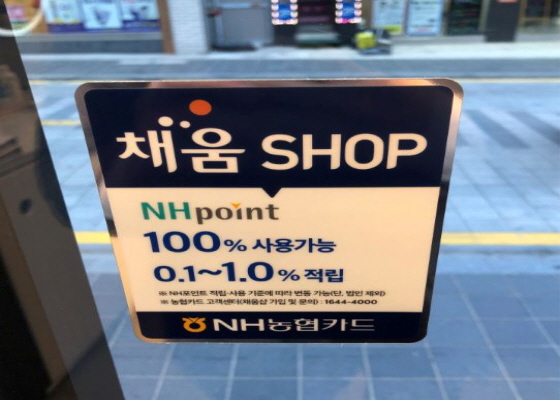 채움 SHOP
NHpoint
100% 사용가능
0.1~1.0% 적립
※ NH포인트 적립·사용 기준에 따라 변동 가능(단, 법인 제외)
※ 농협카드 고객센터(채움샵 가입 및 문의) : 1644-4000
NH농협카드